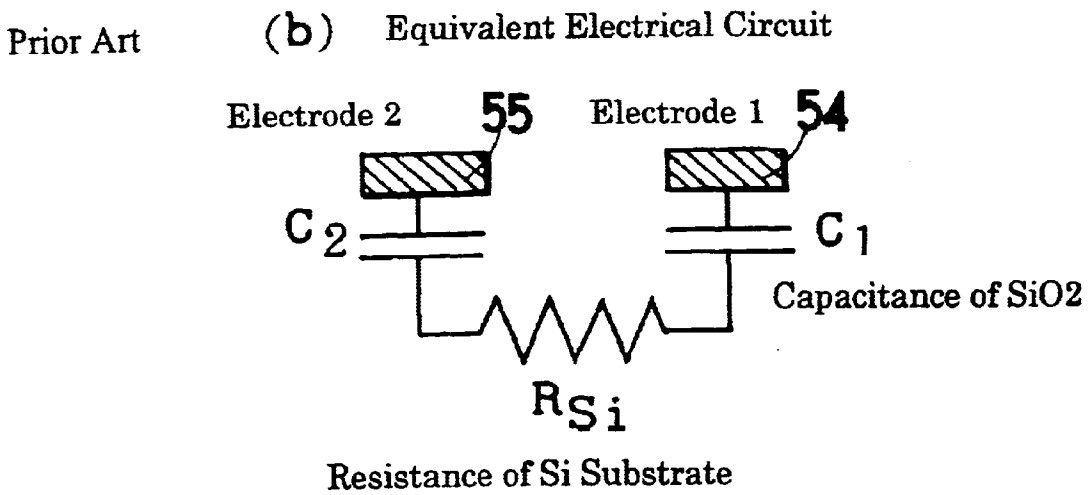 Prior Art
(b) Equivalent Electrical Circuit
Electrode 2 55
Electrode 1 54
C2
C1
Capacitance of SiO2
RSi
Resistance of Si Substrate